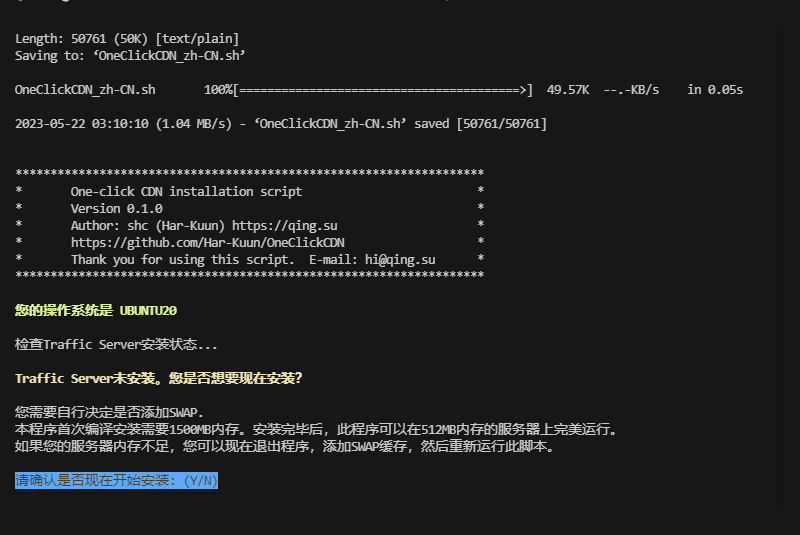 Length: 50761 (50K) [text/plain]
Saving to: ‘OneClickCDN_zh-CN.sh’
OneClickCDN_zh-CN.sh 100%[========================================>] 49.57K --.-KB/s in 0.05s
2023-05-22 03:10:10 (1.04 MB/s) - ‘OneClickCDN_zh-CN.sh’ saved [50761/50761]
*******************************************************************
* One-click CDN installation script *
* Version 0.1.0 *
* Author: shc (Har-Kuun) https://qing.su *
* https://github.com/Har-Kuun/OneClickCDN *
* Thank you for using this script. E-mail: hi@qing.su *
*******************************************************************
您的操作系统是 UBUNTU20
检查Traffic Server安装状态...
Traffic Server未安装。您是否想要现在安装？
您需要自行决定是否添加SWAP.
本程序首次编译安装需要1500MB内存。安装完毕后，此程序可以在512MB内存的服务器上完美运行。
如果您的服务器内存不足，您可以现在退出程序，添加SWAP缓存，然后重新运行此脚本。
请确认是否现在开始安装: (Y/N)